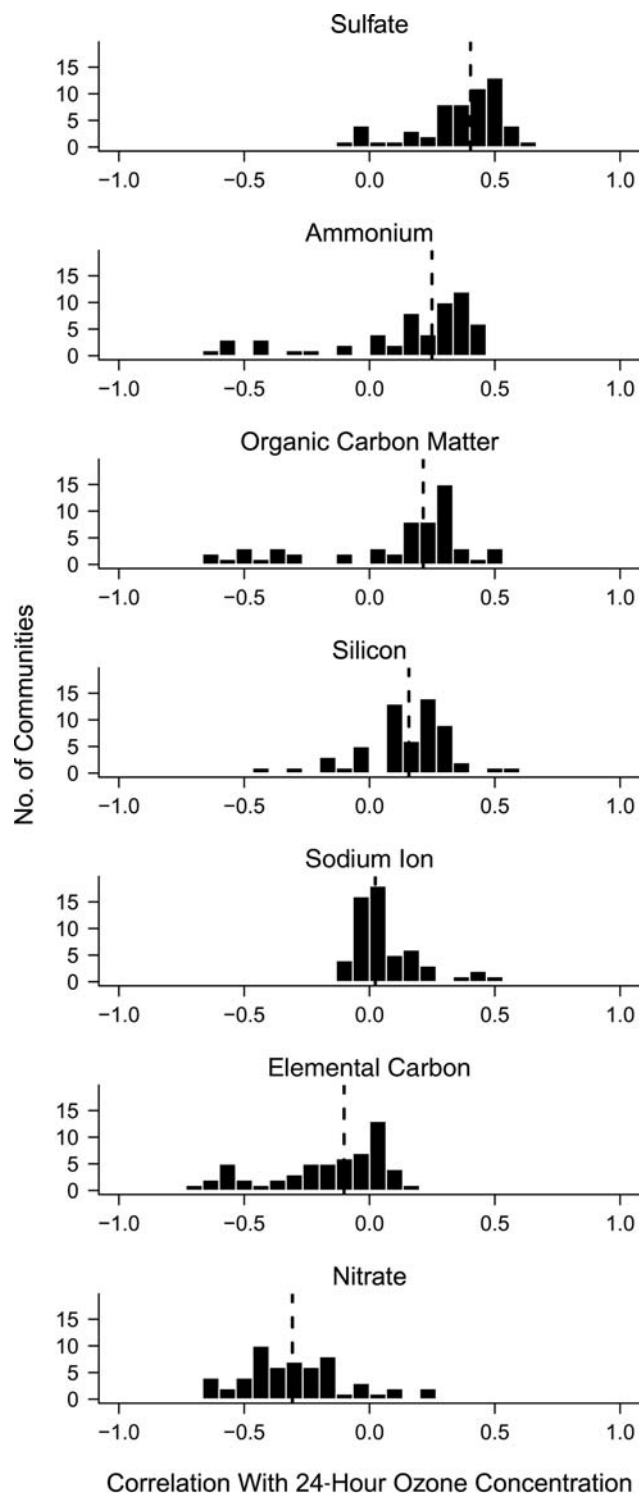 Sulfate
15
10
5
0
−1.0 −0.5 0.0 0.5 1.0
Ammonium
15
10
5
0
−1.0 −0.5 0.0 0.5 1.0
Organic Carbon Matter
15
10
5
0
−1.0 −0.5 0.0 0.5 1.0
No. of Communities
Silicon
15
10
5
0
−1.0 −0.5 0.0 0.5 1.0
Sodium Ion
15
10
5
0
−1.0 −0.5 0.0 0.5 1.0
Elemental Carbon
15
10
5
0
−1.0 −0.5 0.0 0.5 1.0
Nitrate
15
10
5
0
−1.0 −0.5 0.0 0.5 1.0
Correlation With 24-Hour Ozone Concentration